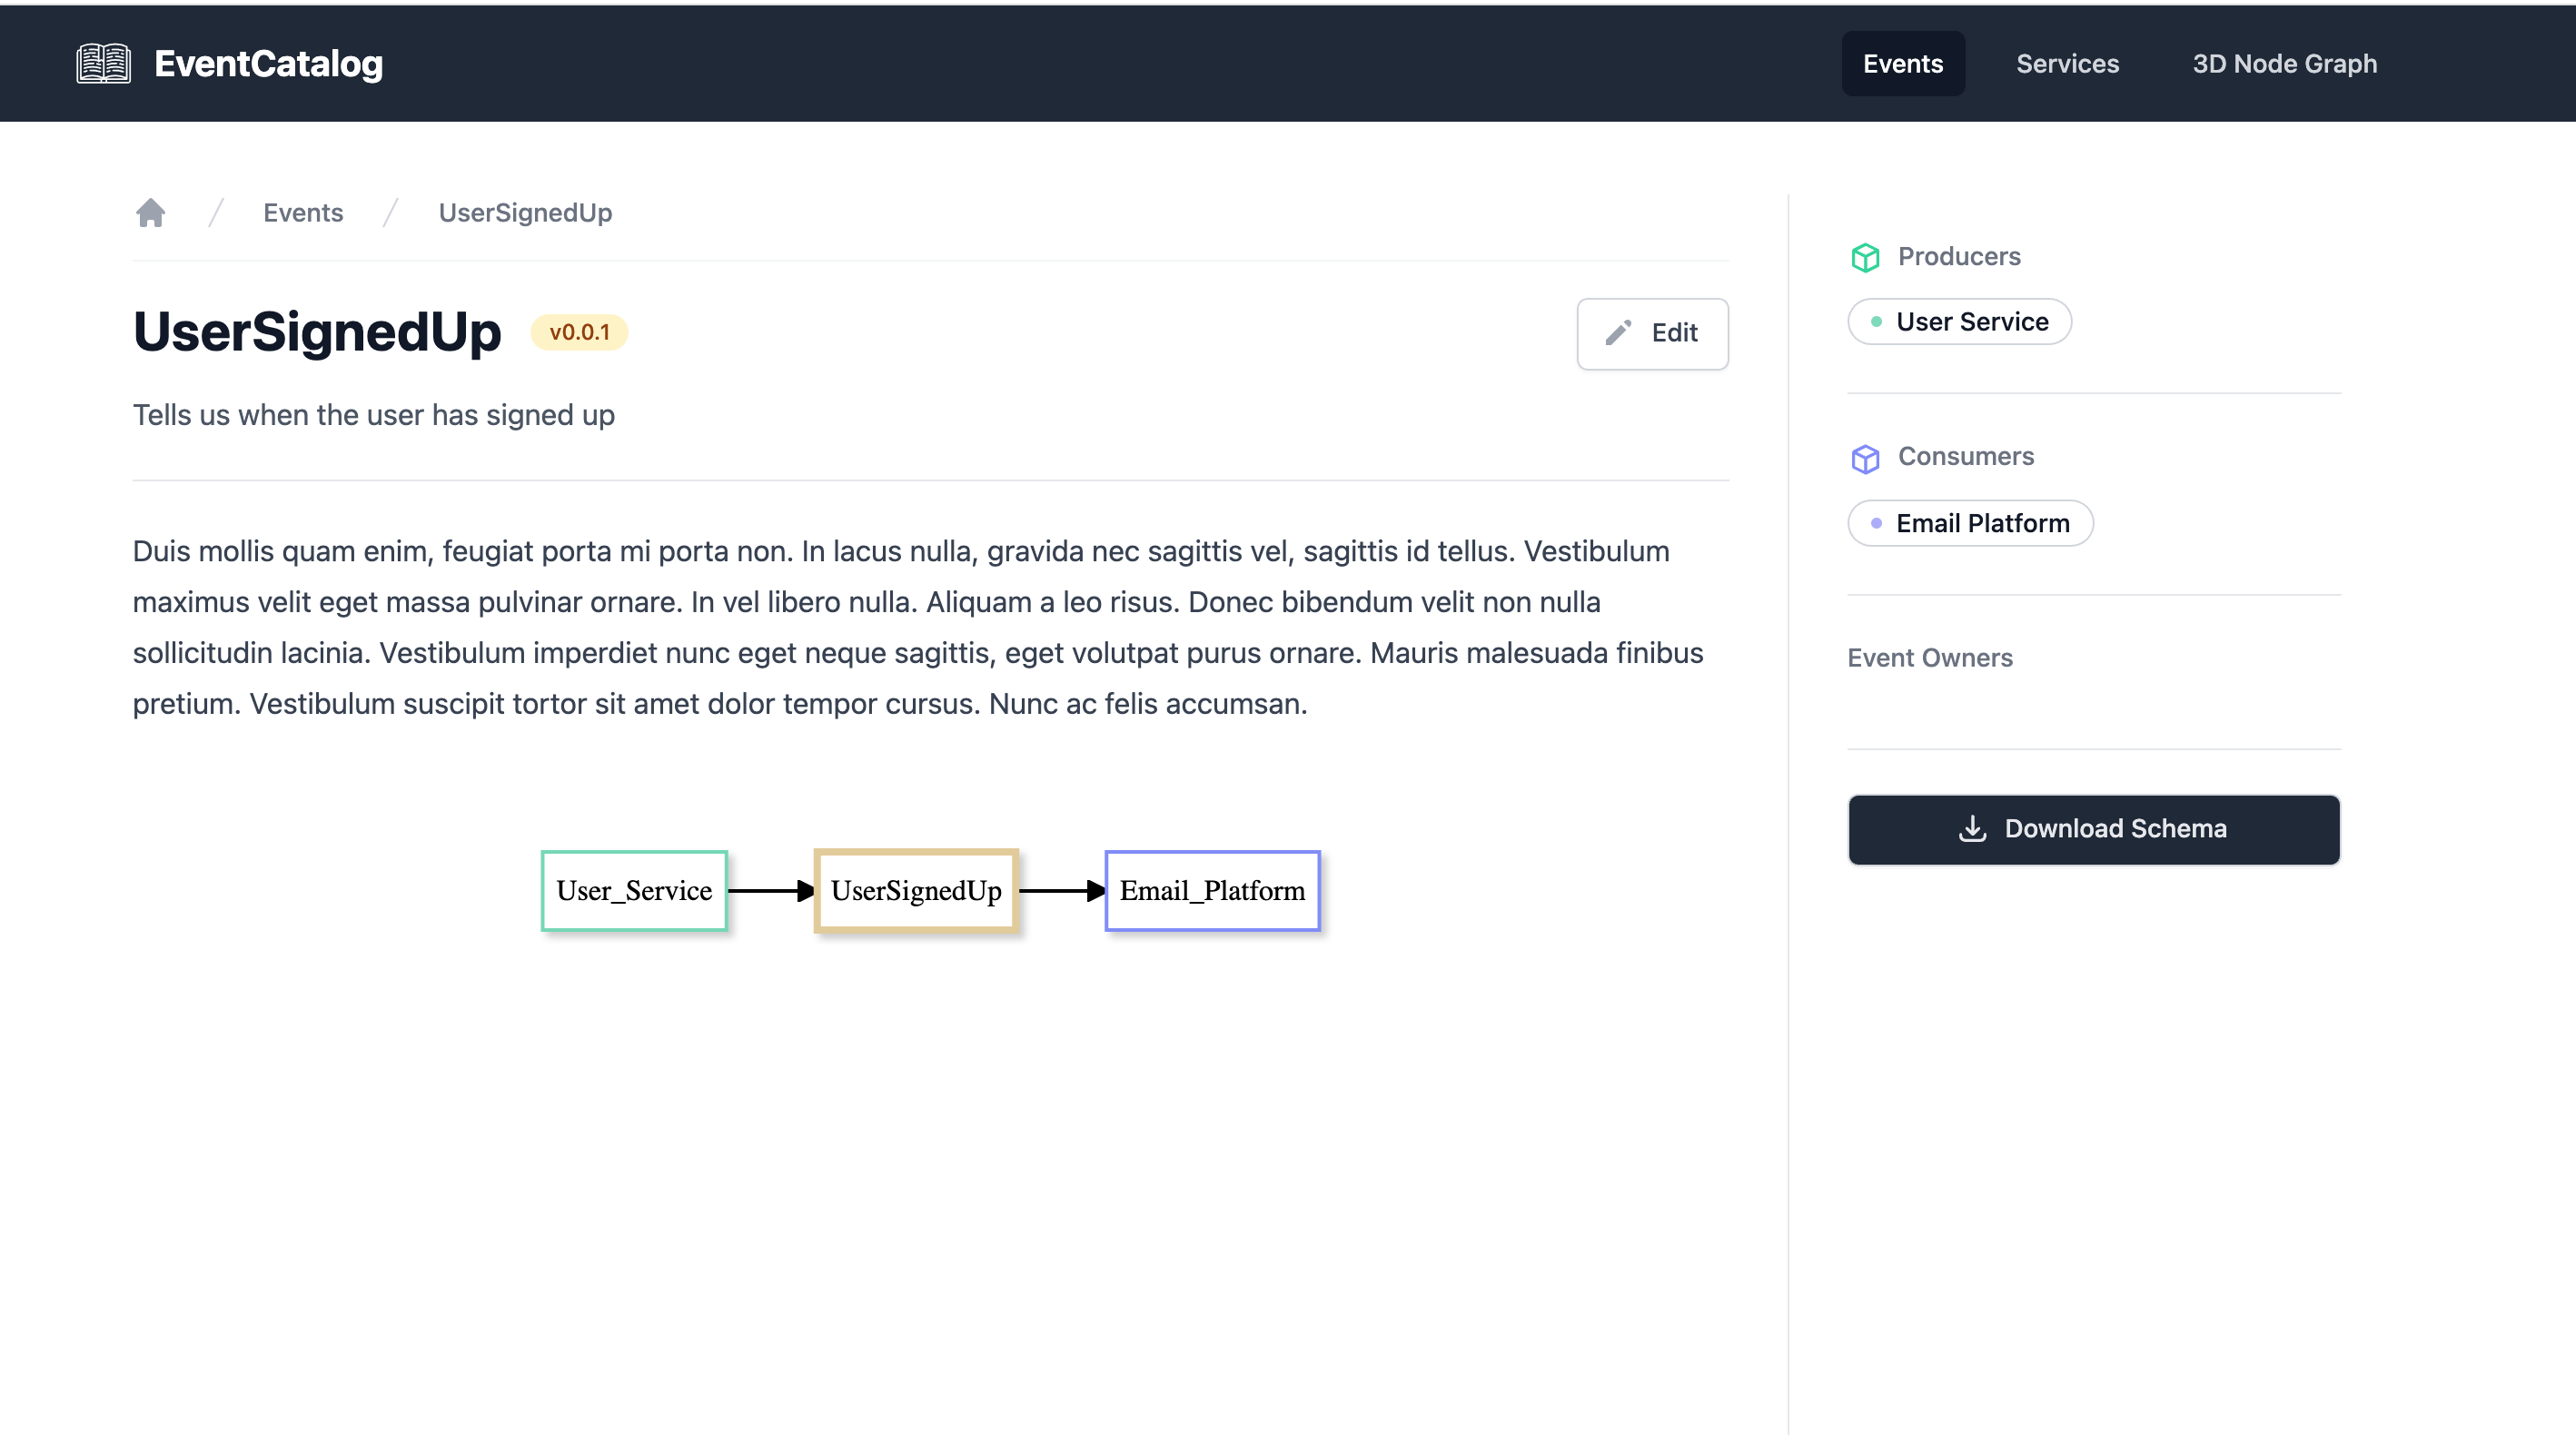 EventCatalog
Events
Services
3D Node Graph
Events
UserSignedUp
UserSignedUp
v0.0.1
Edit
Tells us when the user has signed up
Duis mollis quam enim, feugiat porta mi porta non. In lacus nulla, gravida nec sagittis vel, sagittis id tellus. Vestibulum
maximus velit eget massa pulvinar ornare. In vel libero nulla. Aliquam a leo risus. Donec bibendum velit non nulla
sollicitudin lacinia. Vestibulum imperdiet nunc eget neque sagittis, eget volutpat purus ornare. Mauris malesuada finibus
pretium. Vestibulum suscipit tortor sit amet dolor tempor cursus. Nunc ac felis accumsan.
User_Service
UserSignedUp
Email_Platform
Producers
User Service
Consumers
Email Platform
Event Owners
Download Schema